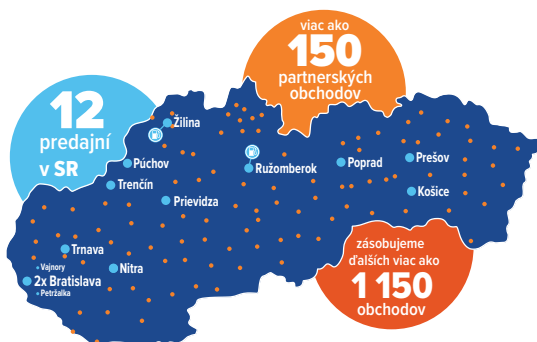 viac ako
150
partnerských
obchodov
12
predajní
v SR
Žilina
Púchov
Trenčín
Prievidza
Ružomberok
Poprad
Prešov
Košice
Trnava
Vajnory
2x Bratislava
Petržalka
Nitra
zásobujeme
ďalších viac ako
1 150
obchodov